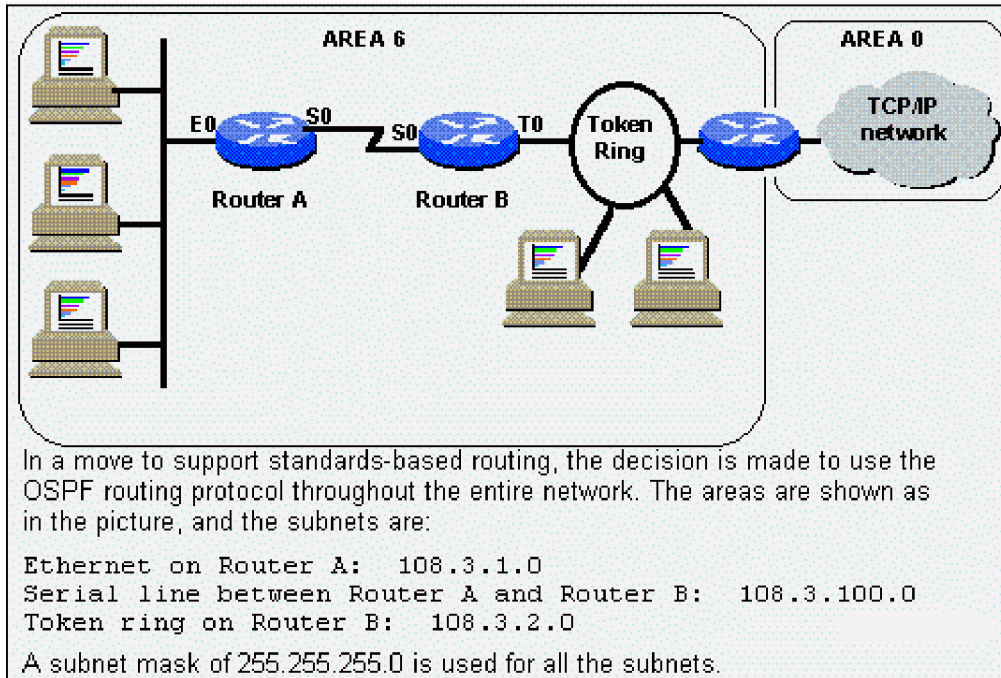 AREA 6
AREA 0
E0
S0
S0
T0
Token
Ring
TCP/IP
network
Router A
Router B
In a move to support standards-based routing, the decision is made to use the
OSPF routing protocol throughout the entire network. The areas are shown as
in the picture, and the subnets are:
Ethernet on Router A: 108.3.1.0
Serial line between Router A and Router B: 108.3.100.0
Token ring on Router B: 108.3.2.0
A subnet mask of 255.255.255.0 is used for all the subnets.